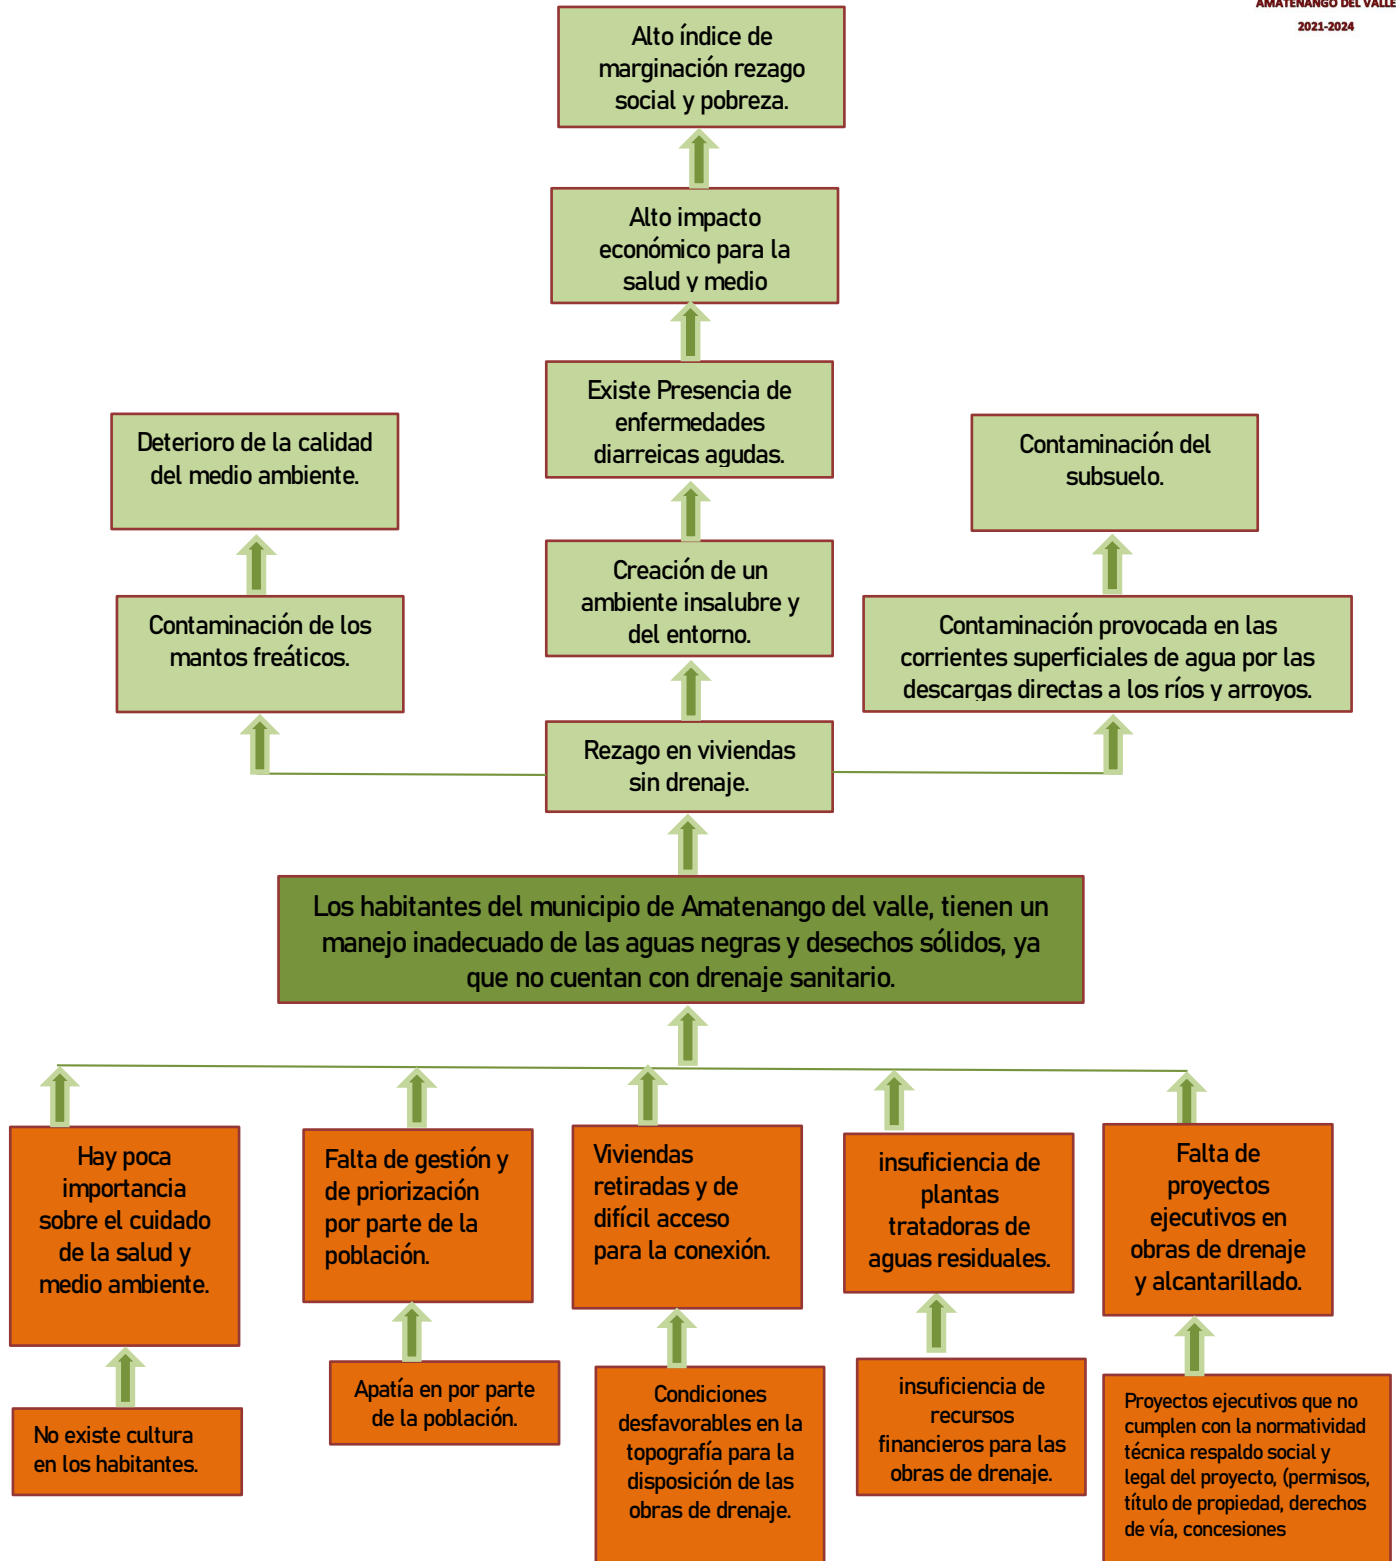 AMATENANGO DEL VALLE
2021-2024
Alto índice de
marginación rezago
social y pobreza.
Alto impacto
económico para la
salud y medio
Existe Presencia de
enfermedades
diarreicas agudas.
Deterioro de la calidad
del medio ambiente.
Contaminación del
subsuelo.
Creación de un
ambiente insalubre y
del entorno.
Contaminación de los
mantos freáticos.
Contaminación provocada en las
corrientes superficiales de agua por las
descargas directas a los ríos y arroyos.
Rezago en viviendas
sin drenaje.
Los habitantes del municipio de Amatenango del valle, tienen un
manejo inadecuado de las aguas negras y desechos sólidos, ya
que no cuentan con drenaje sanitario.
Hay poca
importancia
sobre el cuidado
de la salud y
medio ambiente.
Falta de gestión y
de priorización
por parte de la
población.
Viviendas
retiradas y de
difícil acceso
para la conexión.
insuficiencia de
plantas
tratadoras de
aguas residuales.
Falta de
proyectos
ejecutivos en
obras de drenaje
y alcantarillado.
No existe cultura
en los habitantes.
Apatía en por parte
de la población.
Condiciones
desfavorables en la
topografía para la
disposición de las
obras de drenaje.
insuficiencia de
recursos
financieros para las
obras de drenaje.
Proyectos ejecutivos que no
cumplen con la normatividad
técnica respaldo social y
legal del proyecto, (permisos,
título de propiedad, derechos
de vía, concesiones